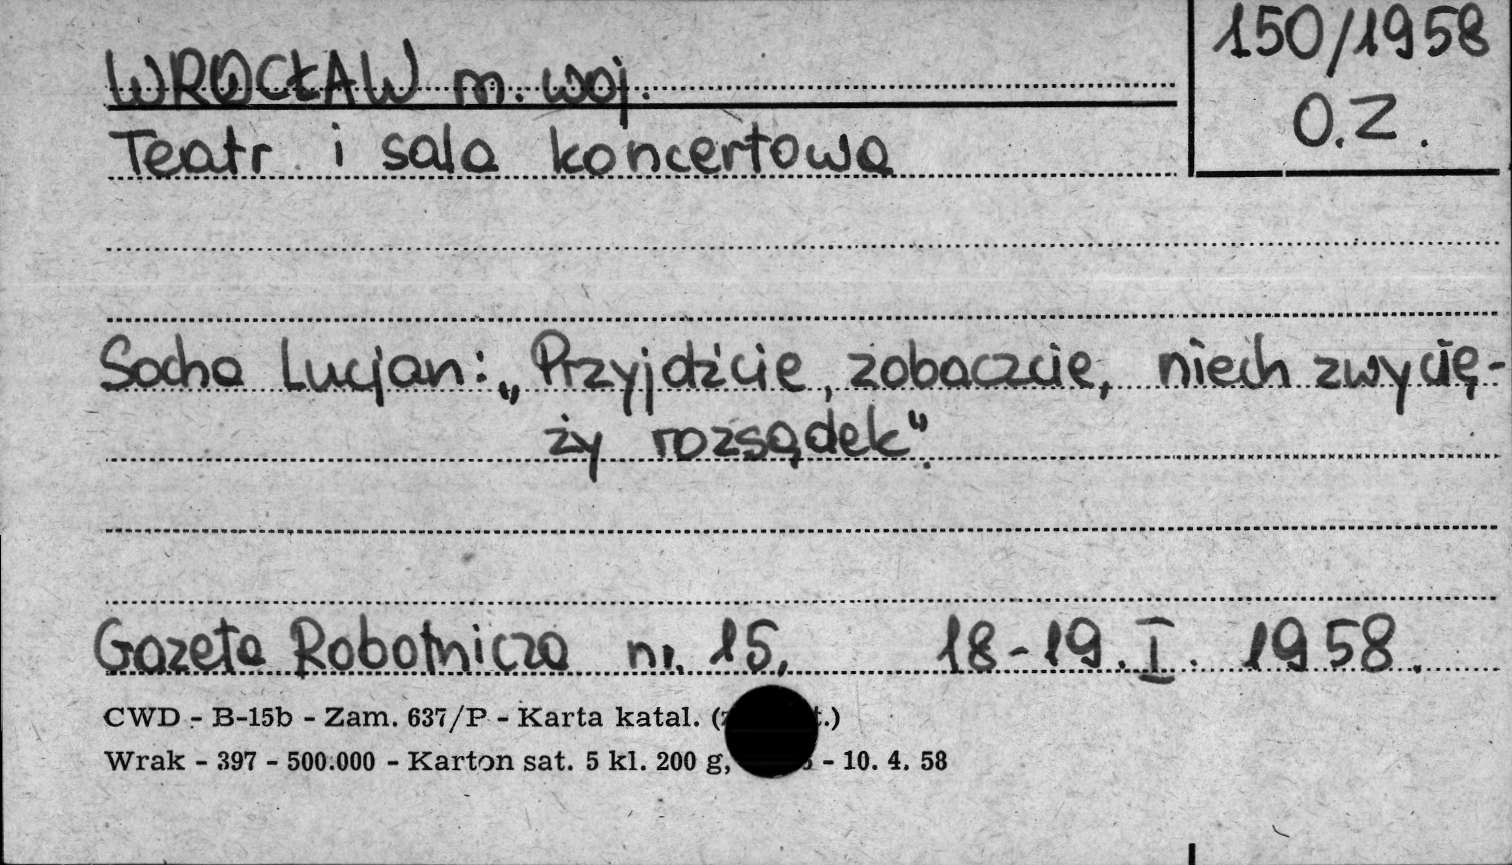 WROCŁAW m. woj.
150/1958
O.Z.
Teatr i sala koncertowa
Socha Lucjan: „Przyjdźcie, zobaczcie, niech zwycię-
ży rozsądek".
Gazeta Robotnicza nr. 15, 18-19. I. 1958.
CWD - B-15b - Zam. 637/P - Karta katal.
Wrak - 397 - 500.000 - Karton sat. 5 kl. 200 g, - 10. 4. 58